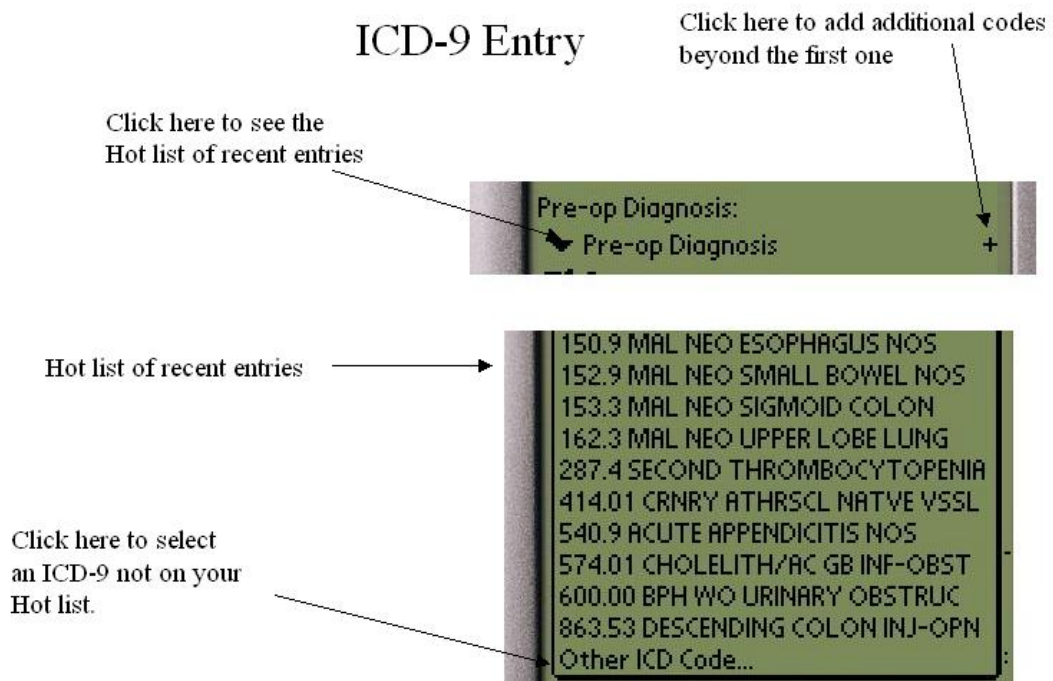 ICD-9 Entry
Click here to add additional codes
beyond the first one
Click here to see the
Hot list of recent entries
Pre-op Diagnosis:
Pre-op Diagnosis +
Hot list of recent entries
150.9 MAL NEO ESOPHAGUS NOS
152.9 MAL NEO SMALL BOWEL NOS
153.3 MAL NEO SIGMOID COLON
162.3 MAL NEO UPPER LOBE LUNG
287.4 SECOND THROMBOCYTOPENIA
414.01 CRNRY ATHRSCL NATVE VSSL
540.9 ACUTE APPENDICITIS NOS
574.01 CHOLELITH/AC GB INF-OBST
600.00 BPH WO URINARY OBSTRUC
863.53 DESCENDING COLON INJ-OPN
Other ICD Code...
Click here to select
an ICD-9 not on your
Hot list.